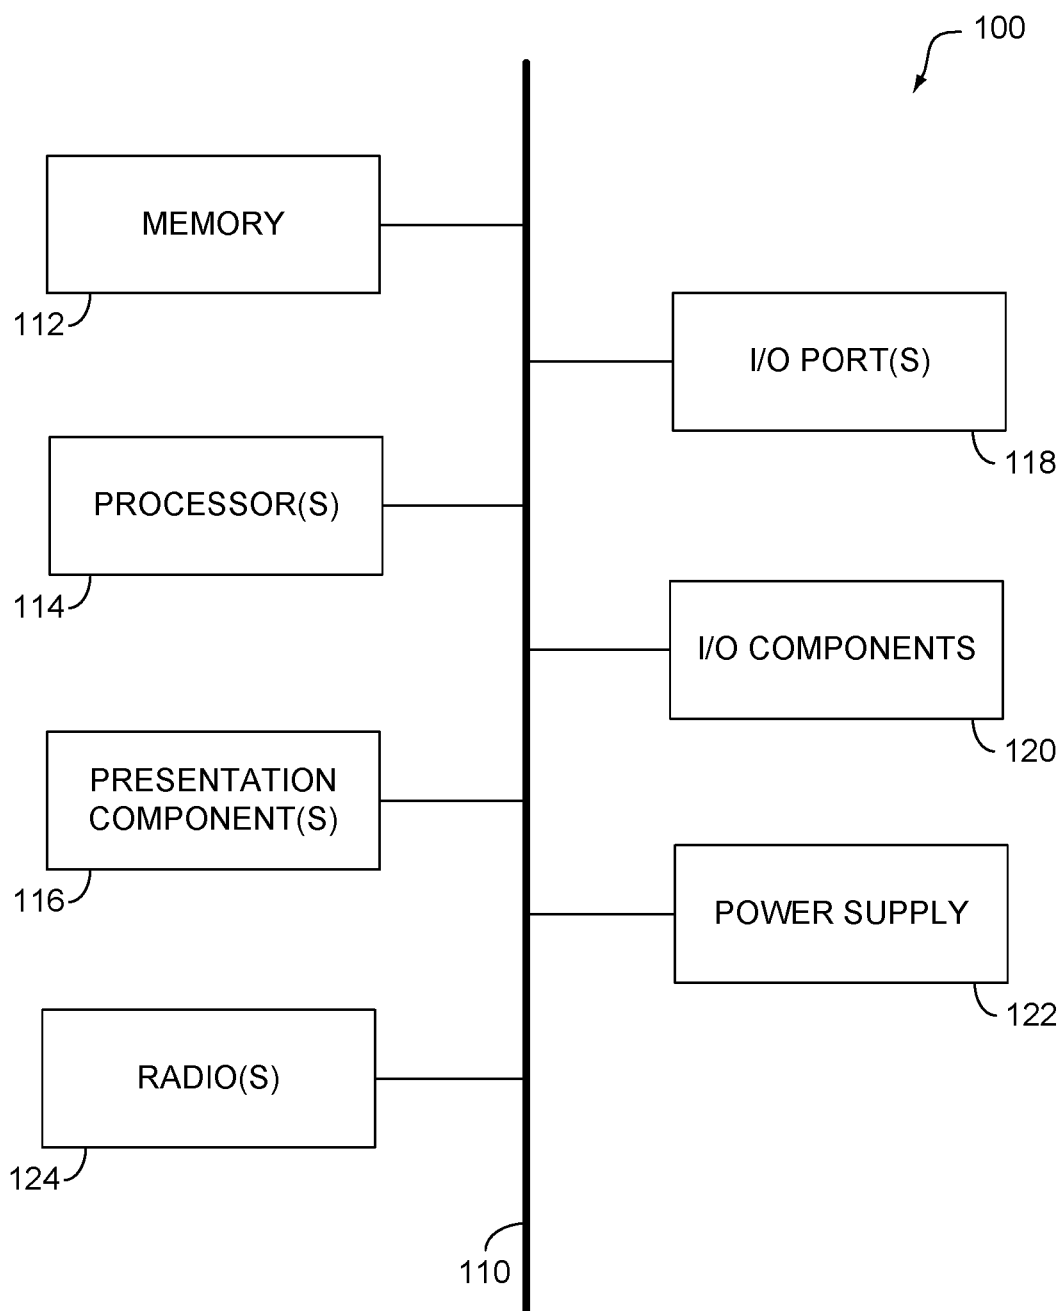 100
MEMORY
112
I/O PORT(S)
118
PROCESSOR(S)
114
I/O COMPONENTS
120
PRESENTATION
COMPONENT(S)
116
POWER SUPPLY
122
RADIO(S)
124
110